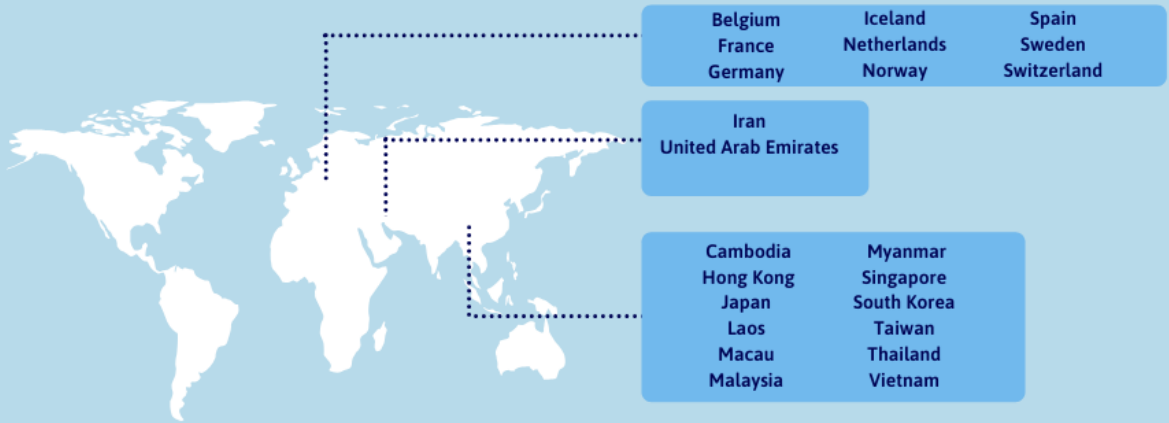 Belgium Iceland Spain
France Netherlands Sweden
Germany Norway Switzerland
Iran
United Arab Emirates
Cambodia Myanmar
Hong Kong Singapore
Japan South Korea
Laos Taiwan
Macau Thailand
Malaysia Vietnam